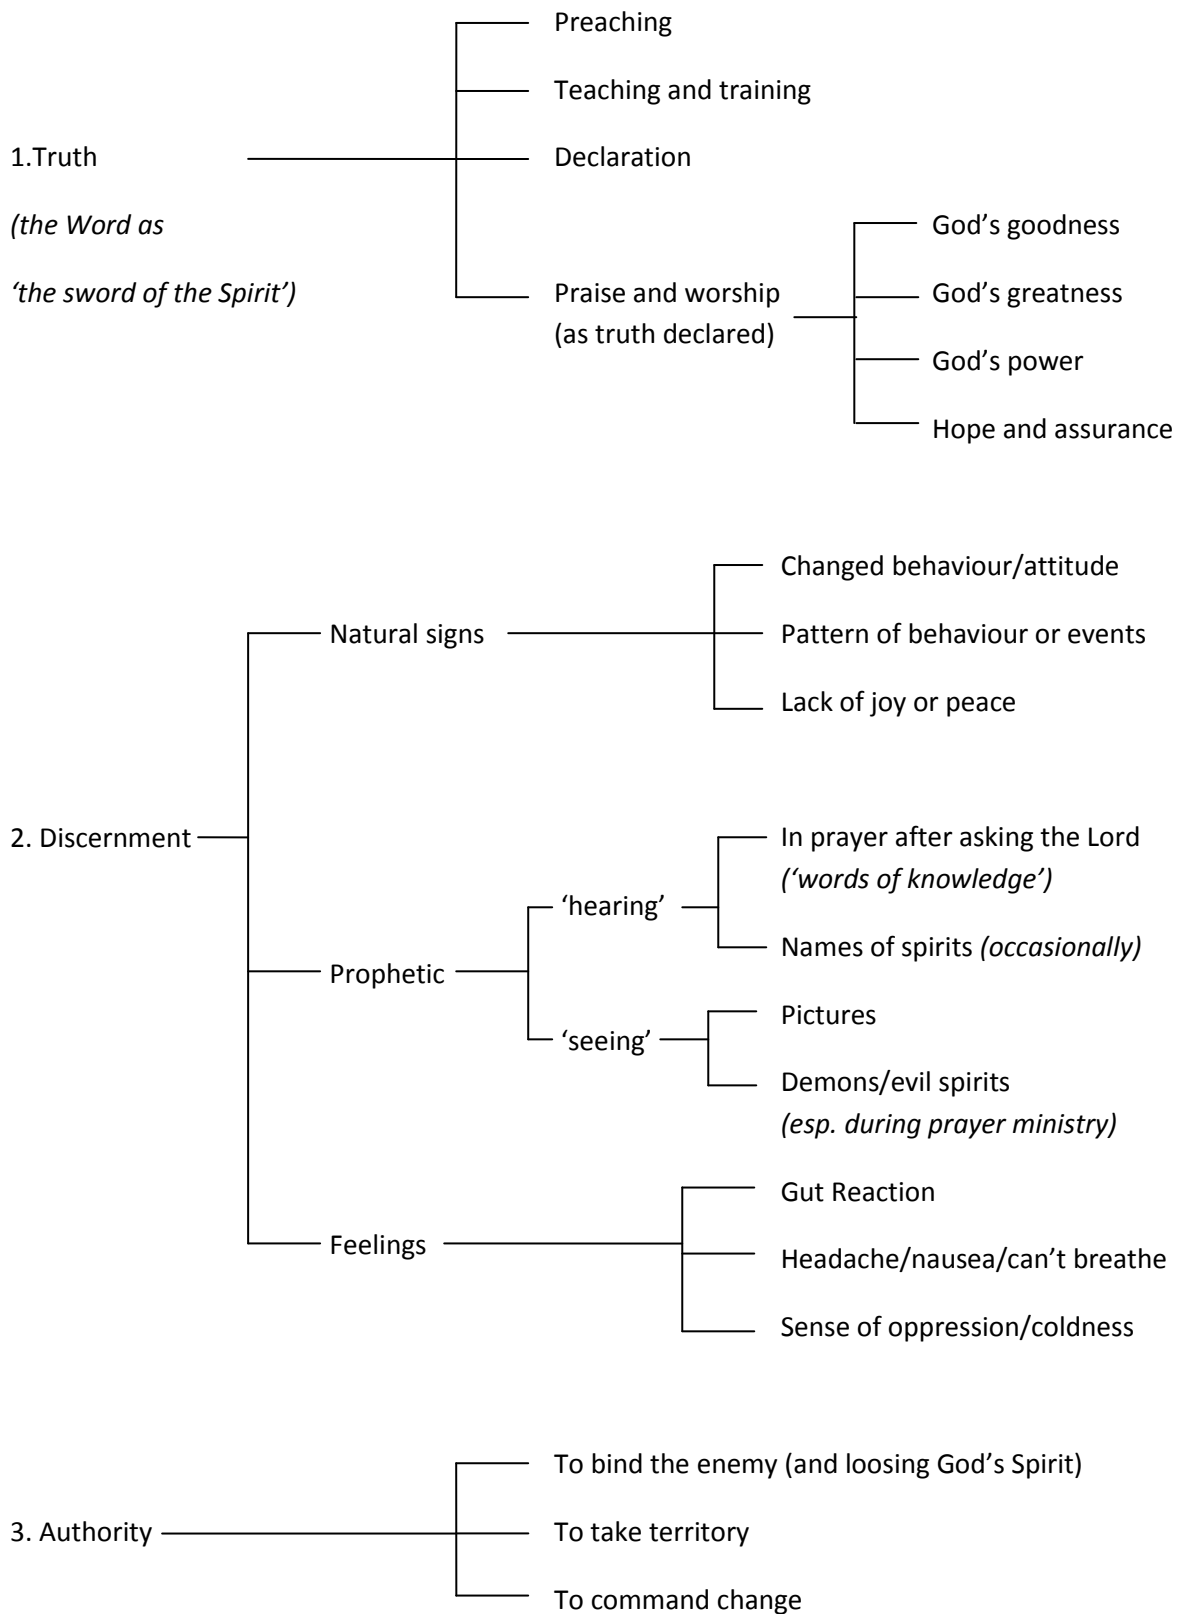 Preaching
Teaching and training
1.Truth
Declaration
(the Word as
God’s goodness
‘the sword of the Spirit’)
Praise and worship
(as truth declared)
God’s greatness
God’s power
Hope and assurance
Changed behaviour/attitude
Natural signs
Pattern of behaviour or events
Lack of joy or peace
2. Discernment
In prayer after asking the Lord
(‘words of knowledge’)
‘hearing’
Names of spirits (occasionally)
Prophetic
Pictures
‘seeing’
Demons/evil spirits
(esp. during prayer ministry)
Gut Reaction
Feelings
Headache/nausea/can’t breathe
Sense of oppression/coldness
To bind the enemy (and loosing God’s Spirit)
3. Authority
To take territory
To command change